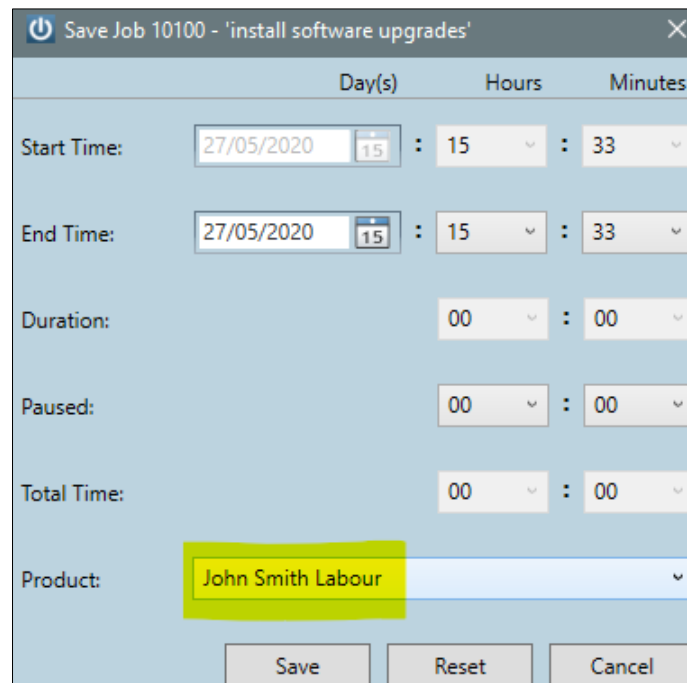 Save Job 10100 - 'install software upgrades'
Day(s) Hours Minutes
Start Time: 27/05/2020 15 : 15 : 33
End Time: 27/05/2020 15 : 15 : 33
Duration: 00 : 00
Paused: 00 : 00
Total Time: 00 : 00
Product: John Smith Labour
Save Reset Cancel